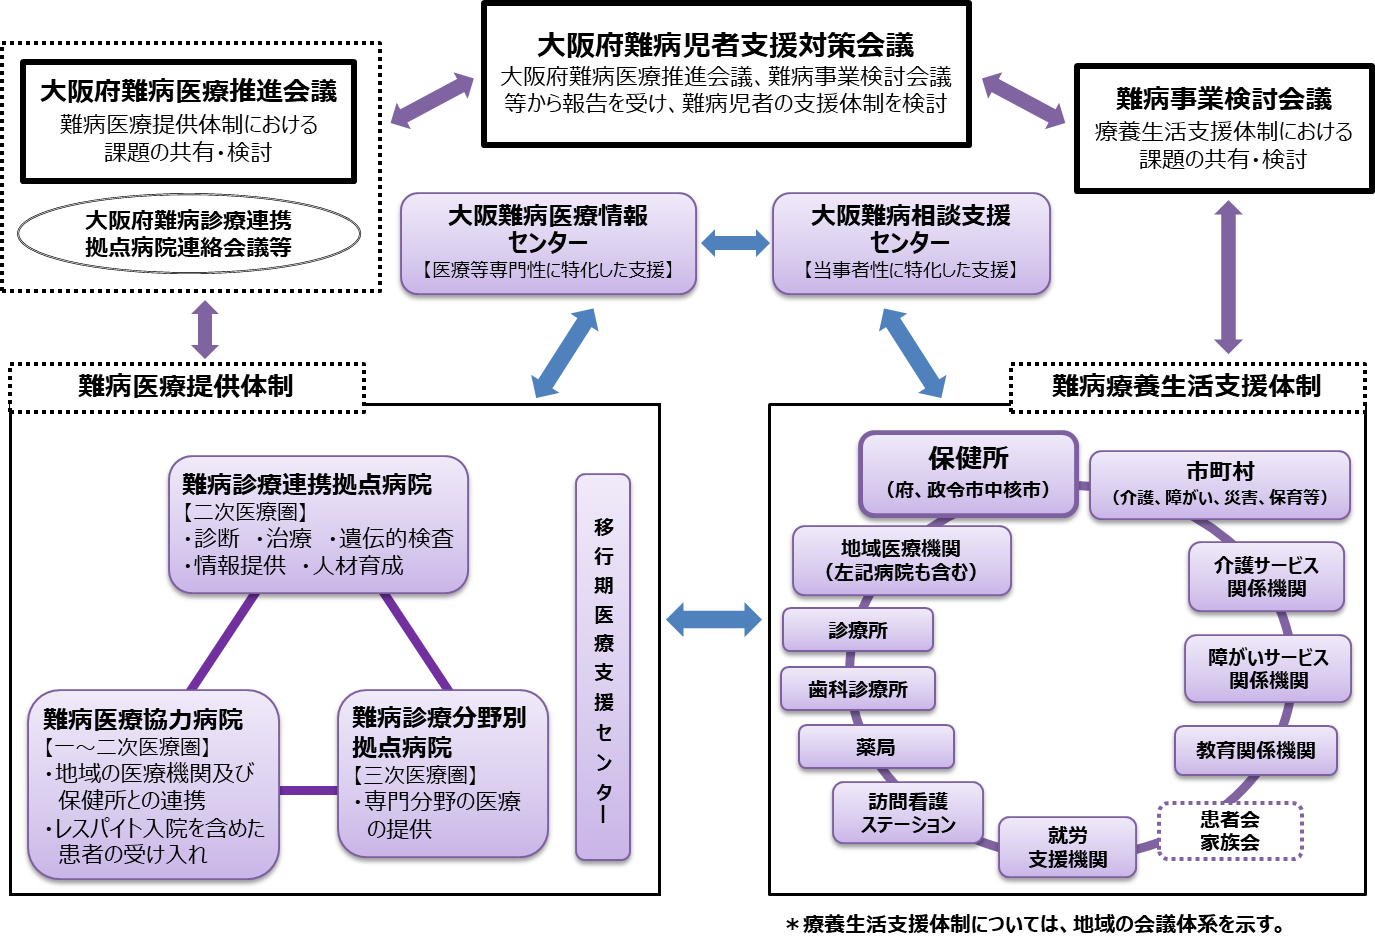 大阪府難病児者支援対策会議
大阪府難病医療推進会議、難病事業検討会議
等から報告を受け、難病児者の支援体制を検討
大阪府難病医療推進会議
難病医療提供体制における
課題の共有・検討
大阪府難病診療連携
拠点病院連絡会議等
難病事業検討会議
療養生活支援体制における
課題の共有・検討
大阪難病医療情報
センター
【医療等専門性に特化した支援】
大阪難病相談支援
センター
【当事者性に特化した支援】
難病医療提供体制
難病診療連携拠点病院
【二次医療圏】
・診断　・治療　・遺伝的検査
・情報提供　・人材育成
難病医療協力病院
【一～二次医療圏】
・地域の医療機関及び
保健所との連携
・レスパイト入院を含めた
患者の受け入れ
難病診療分野別
拠点病院
【三次医療圏】
・専門分野の医療
の提供
移行期医療支援センター
難病療養生活支援体制
保健所
（府、政令市中核市）
市町村
（介護、障がい、災害、保育等）
地域医療機関
（左記病院も含む）
介護サービス
関係機関
診療所
障がいサービス
関係機関
歯科診療所
薬局
教育関係機関
訪問看護
ステーション
就労
支援機関
患者会
家族会
＊療養生活支援体制については、地域の会議体系を示す。